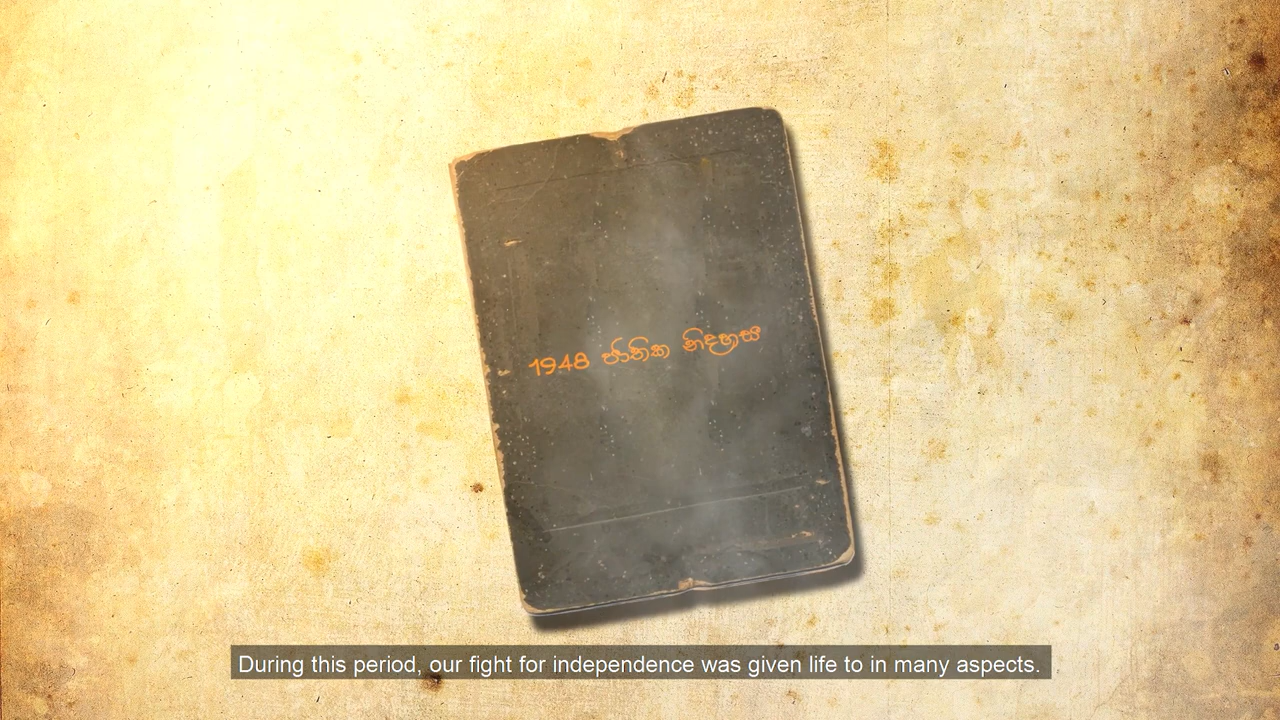 1948 ජාතික නිදහස
During this period, our fight for independence was given life to in many aspects.